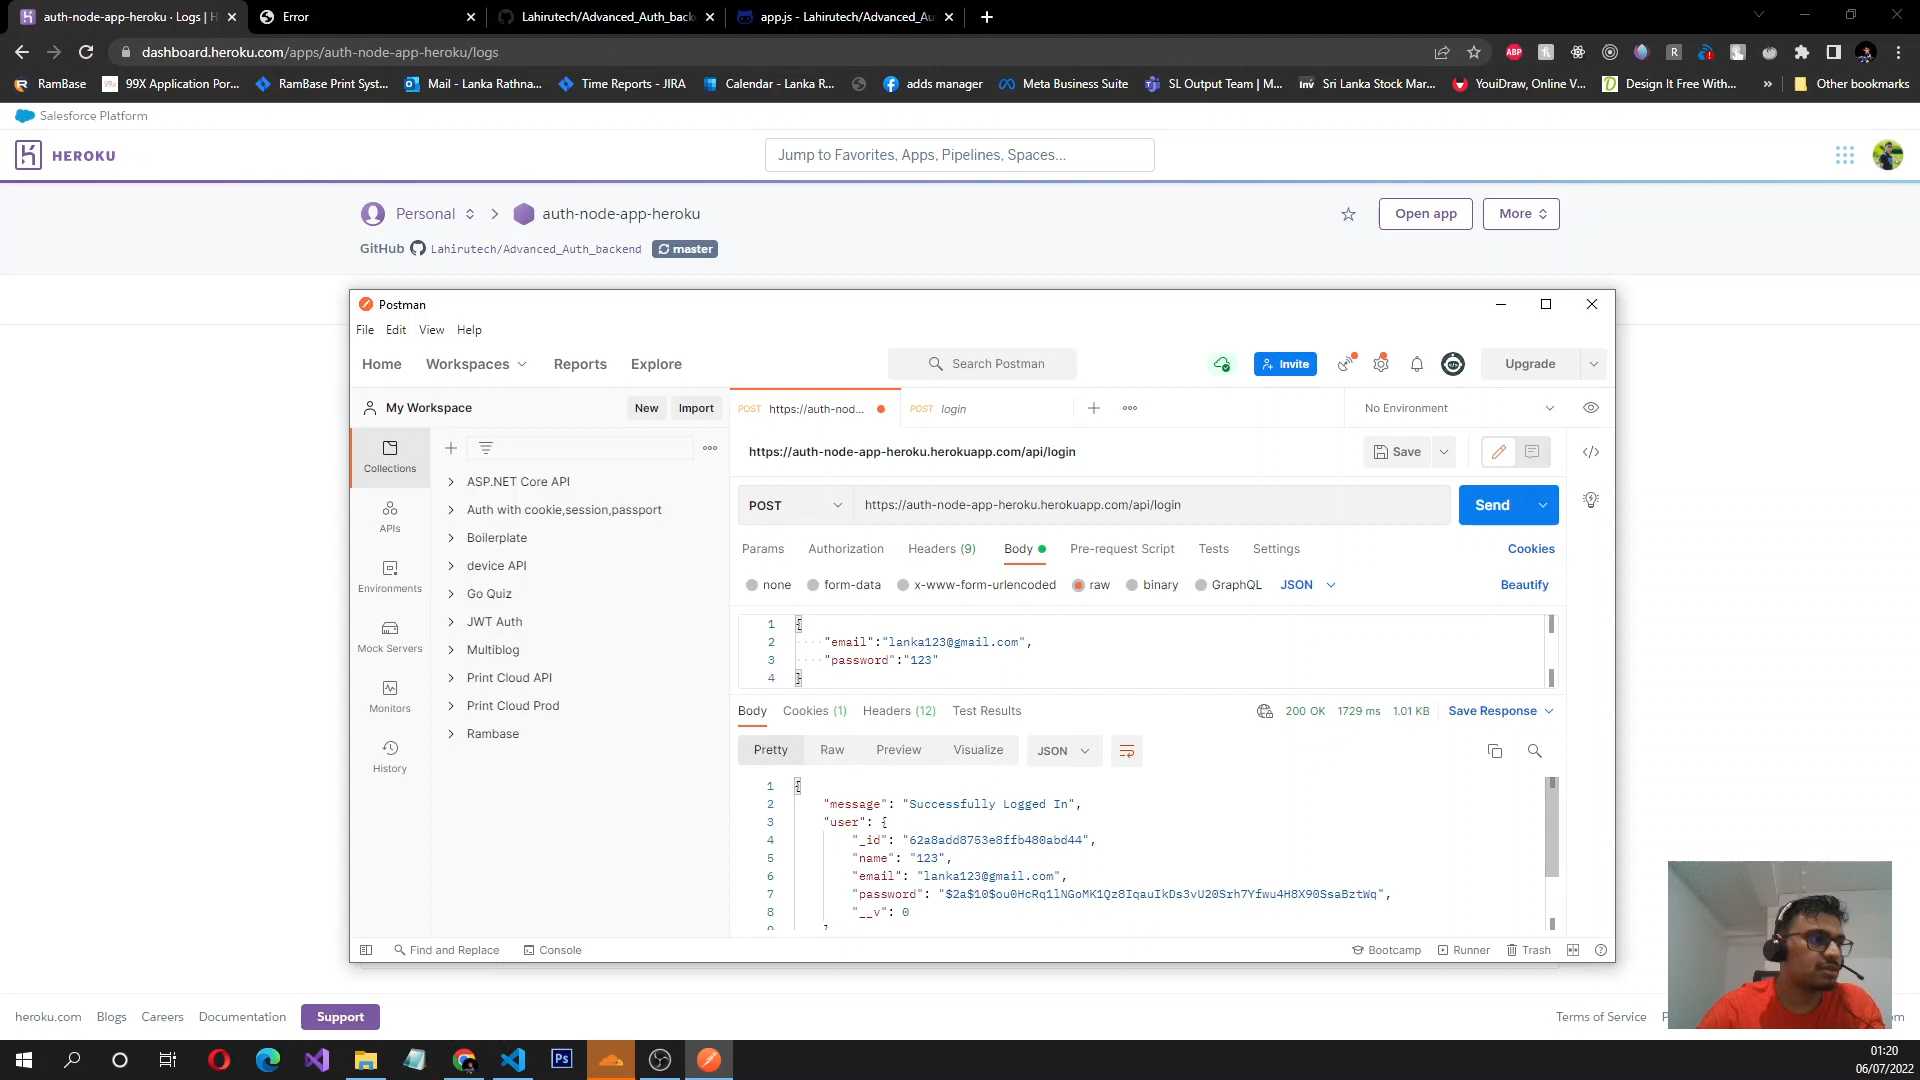 auth-node-app-heroku · Logs | H
Error
Lahirutech/Advanced_Auth_back
app.js - Lahirutech/Advanced_Au
dashboard.heroku.com/apps/auth-node-app-heroku/logs
RamBase
99X Application Por...
RamBase Print Syst...
Mail - Lanka Rathna...
Time Reports - JIRA
Calendar - Lanka R...
adds manager
Meta Business Suite
SL Output Team | M...
Sri Lanka Stock Mar...
YouiDraw, Online V...
Design It Free With...
Other bookmarks
Salesforce Platform
HEROKU
Jump to Favorites, Apps, Pipelines, Spaces...
Personal
auth-node-app-heroku
Open app
More
GitHub Lahirutech/Advanced_Auth_backend master
Postman
File Edit View Help
Home Workspaces Reports Explore
Search Postman
Invite
Upgrade
My Workspace
New
Import
POST https://auth-nod...
POST login
No Environment
Collections
APIs
Environments
Mock Servers
Monitors
History
ASP.NET Core API
Auth with cookie,session,passport
Boilerplate
device API
Go Quiz
JWT Auth
Multiblog
Print Cloud API
Print Cloud Prod
Rambase
https://auth-node-app-heroku.herokuapp.com/api/login
Save
POST
https://auth-node-app-heroku.herokuapp.com/api/login
Send
Params Authorization Headers (9) Body Pre-request Script Tests Settings Cookies
none form-data x-www-form-urlencoded raw binary GraphQL JSON Beautify
1 {
2 "email":"lanka123@gmail.com",
3 "password":"123"
4 }
Body Cookies (1) Headers (12) Test Results
200 OK 1729 ms 1.01 KB Save Response
Pretty Raw Preview Visualize JSON
1 {
2 "message": "Successfully Logged In",
3 "user": {
4 "_id": "62a8add8753e8ffb480abd44",
5 "name": "123",
6 "email": "lanka123@gmail.com",
7 "password": "$2a$10$ou0HcRq1lNGoMK1Qz8IqauIkDs3vU20Srh7Yfwu4H8X90SsaBztWq",
8 "__v": 0
Find and Replace Console
Bootcamp Runner Trash
heroku.com Blogs Careers Documentation Support
Terms of Service
01:20
06/07/2022